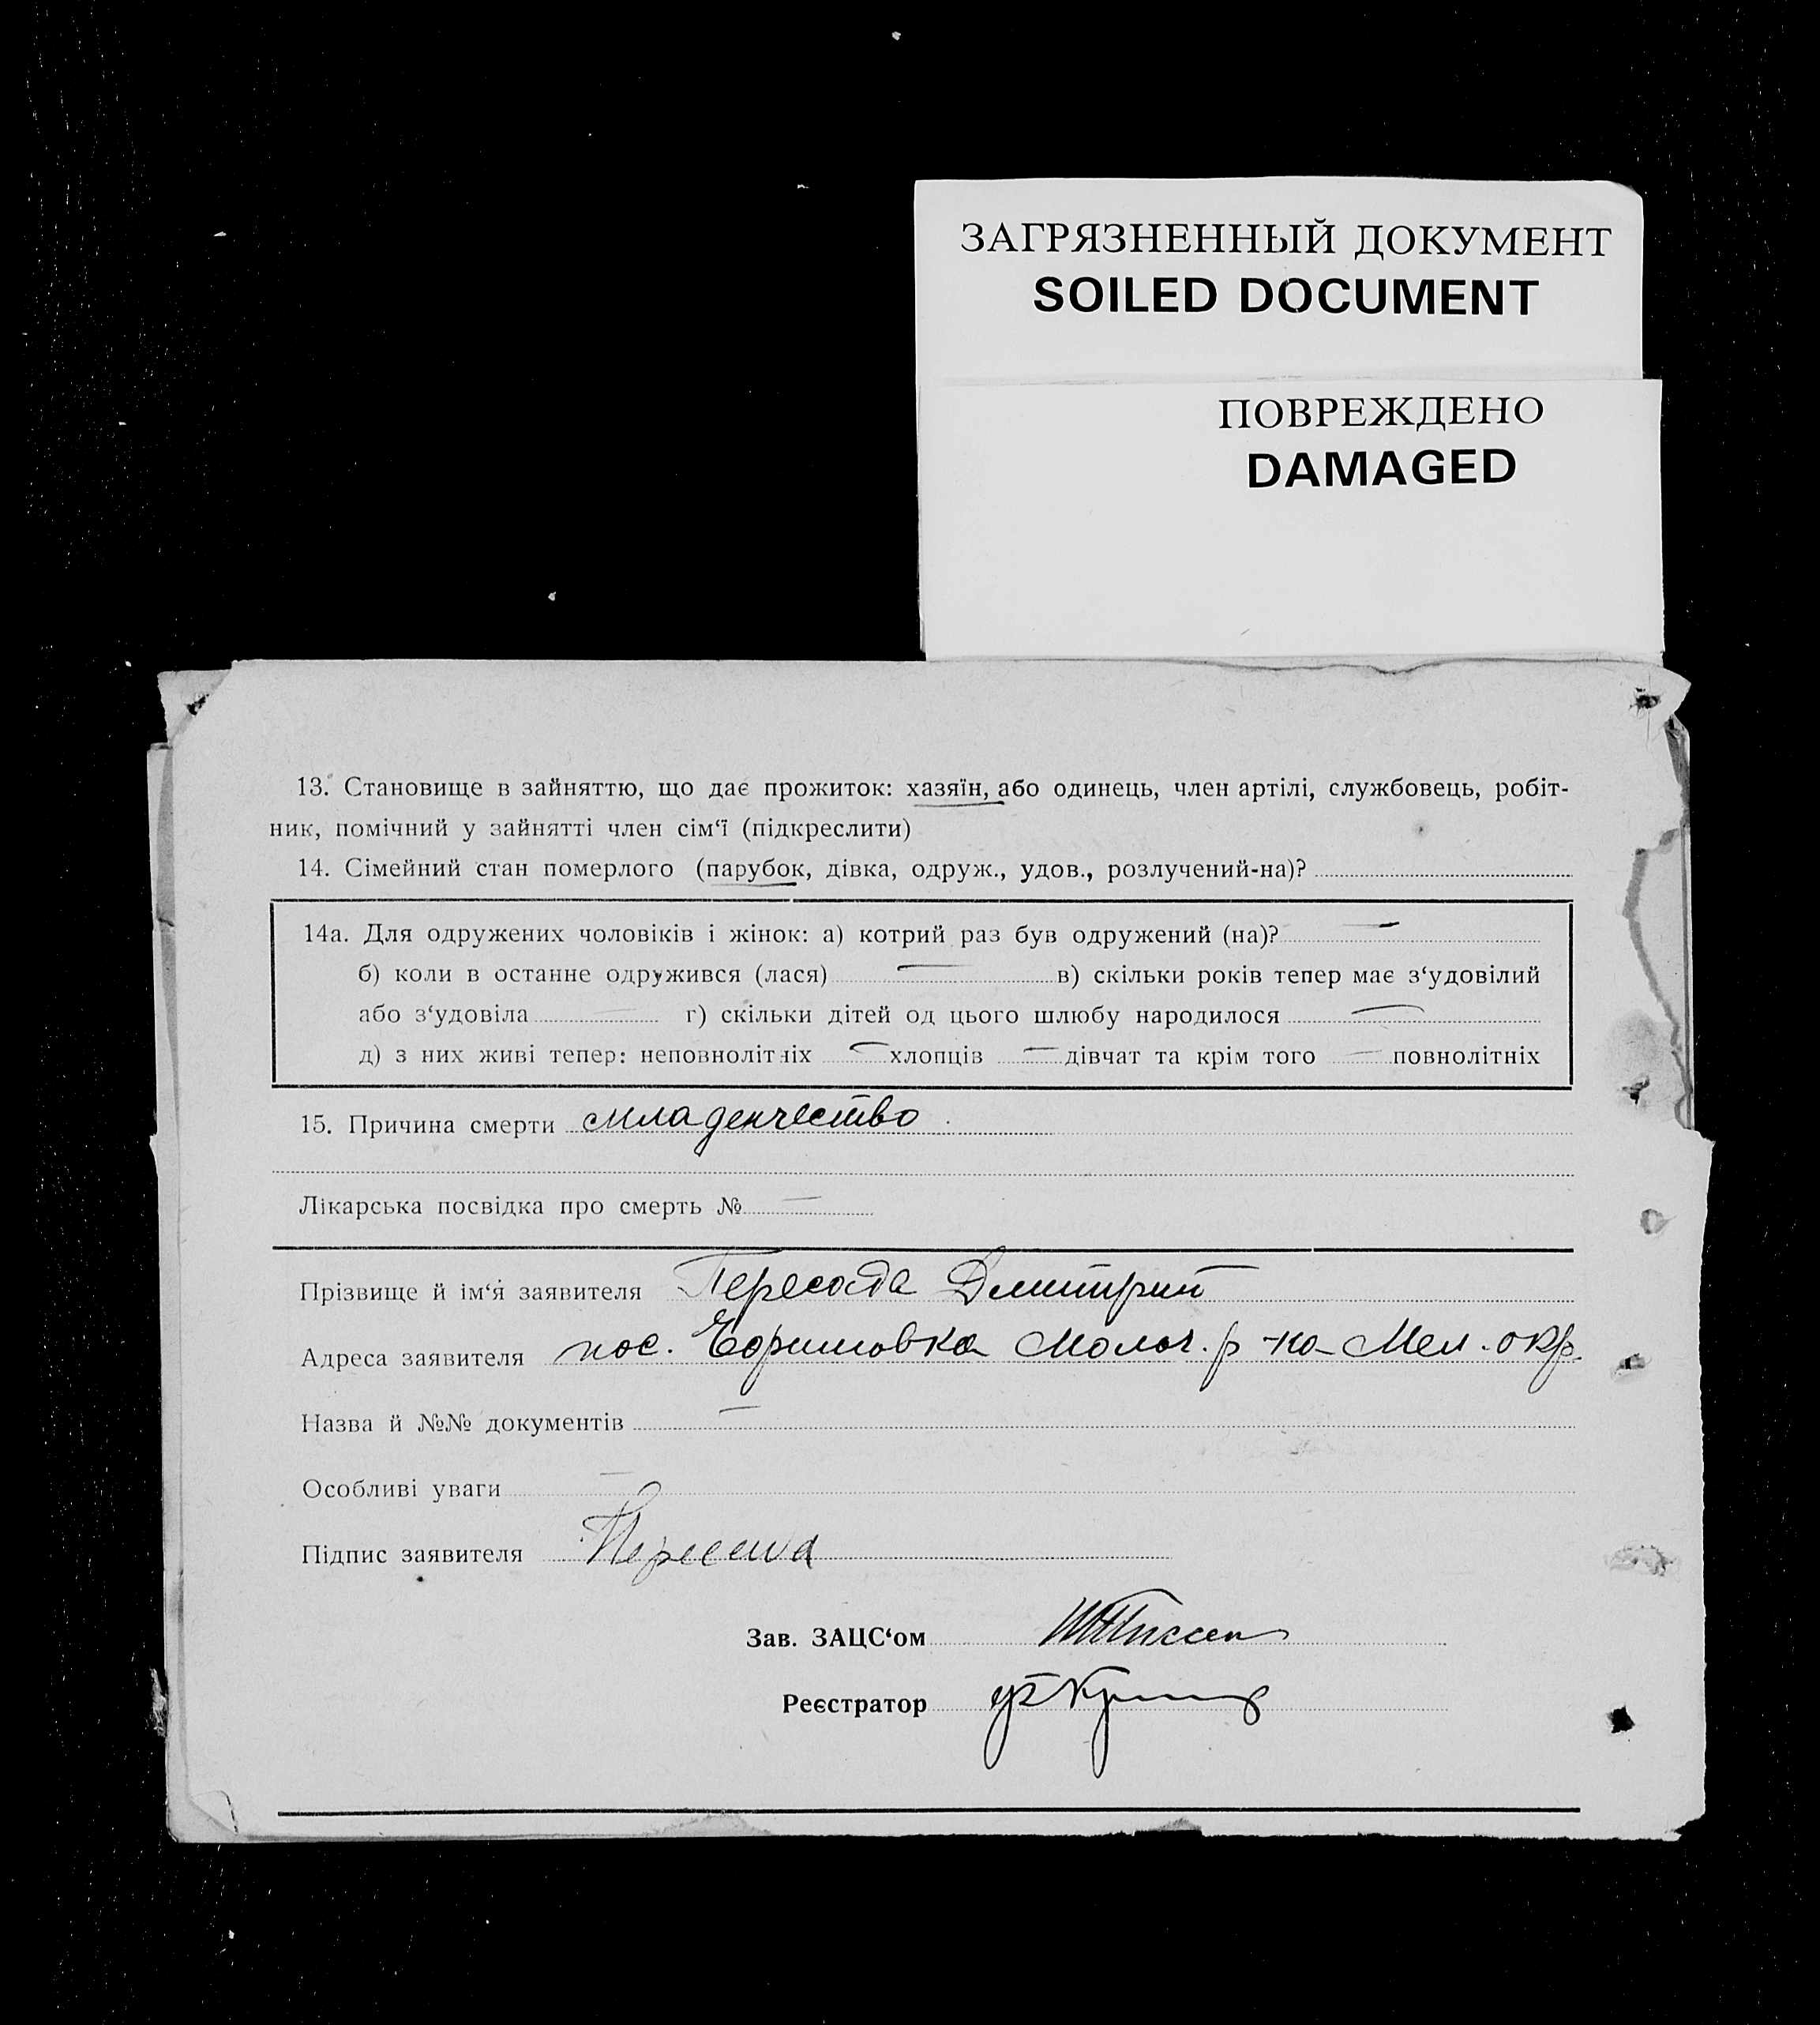 ЗАГРЯЗНЕННЫЙ ДОКУМЕНТ
SOILED DOCUMENT
ПОВРЕЖДЕНО
DAMAGED
13. Становище в зайняттю, що дає прожиток: хазяїн, або одинець, член артілі, службовець, робіт-
ник, помічний у зайнятті член сім‘ї (підкреслити)
14. Сімейний стан померлого (парубок, дівка, одруж., удов., розлучений-на)?
14а. Для одружених чоловіків і жінок: а) котрий раз був одружений (на)? —
б) коли в останнє одружився (лася) — в) скільки років тепер має з‘удовілий
або з‘удовіла — г) скільки дітей од цього шлюбу народилося —
д) з них живі тепер: неповнолітніх — хлопців — дівчат та крім того — повнолітніх
15. Причина смерти младенчество
Лікарська посвідка про смерть № —
Прізвище й ім‘я заявителя Пересада Дмитрий
Адреса заявителя пос. Молоч. р-на Мел. окр.
Назва й №№ документів —
Особливі уваги —
Підпис заявителя
Зав. ЗАЦС‘ом
Реєстратор